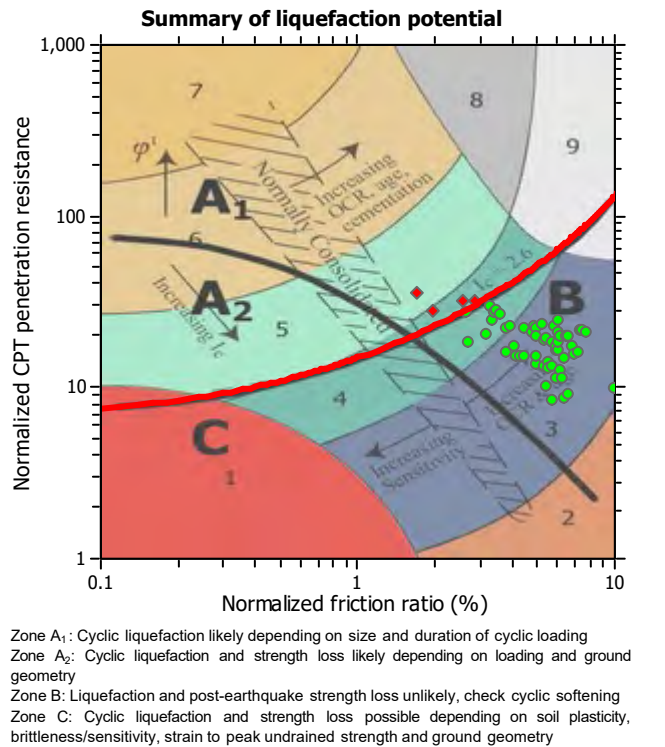 Summary of liquefaction potential
1,000
7
8
9
φ'
Increasing
OCR, age,
cementation
A1
Normally Consolidated
100
6
Ic = 2.6
A2
B
Increasing Ic
5
10
4
Increasing
OCR &
3
C
Increasing
Sensitivity
1
2
1
0.1
1
10
Normalized CPT penetration resistance
Normalized friction ratio (%)
Zone A1: Cyclic liquefaction likely depending on size and duration of cyclic loading
Zone A2: Cyclic liquefaction and strength loss likely depending on loading and ground
geometry
Zone B: Liquefaction and post-earthquake strength loss unlikely, check cyclic softening
Zone C: Cyclic liquefaction and strength loss possible depending on soil plasticity,
brittleness/sensitivity, strain to peak undrained strength and ground geometry